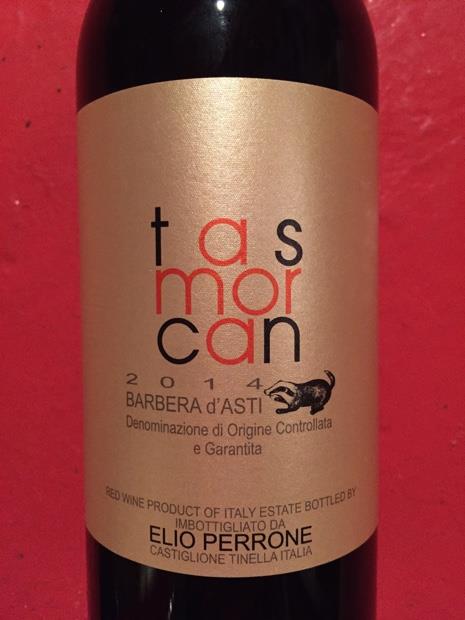 tas
mor
can
2014
BARBERA d'ASTI
Denominazione di Origine Controllata
e Garantita
RED WINE PRODUCT OF ITALY ESTATE BOTTLED BY
IMBOTTIGLIATO DA
ELIO PERRONE
CASTIGLIONE TINELLA ITALIA